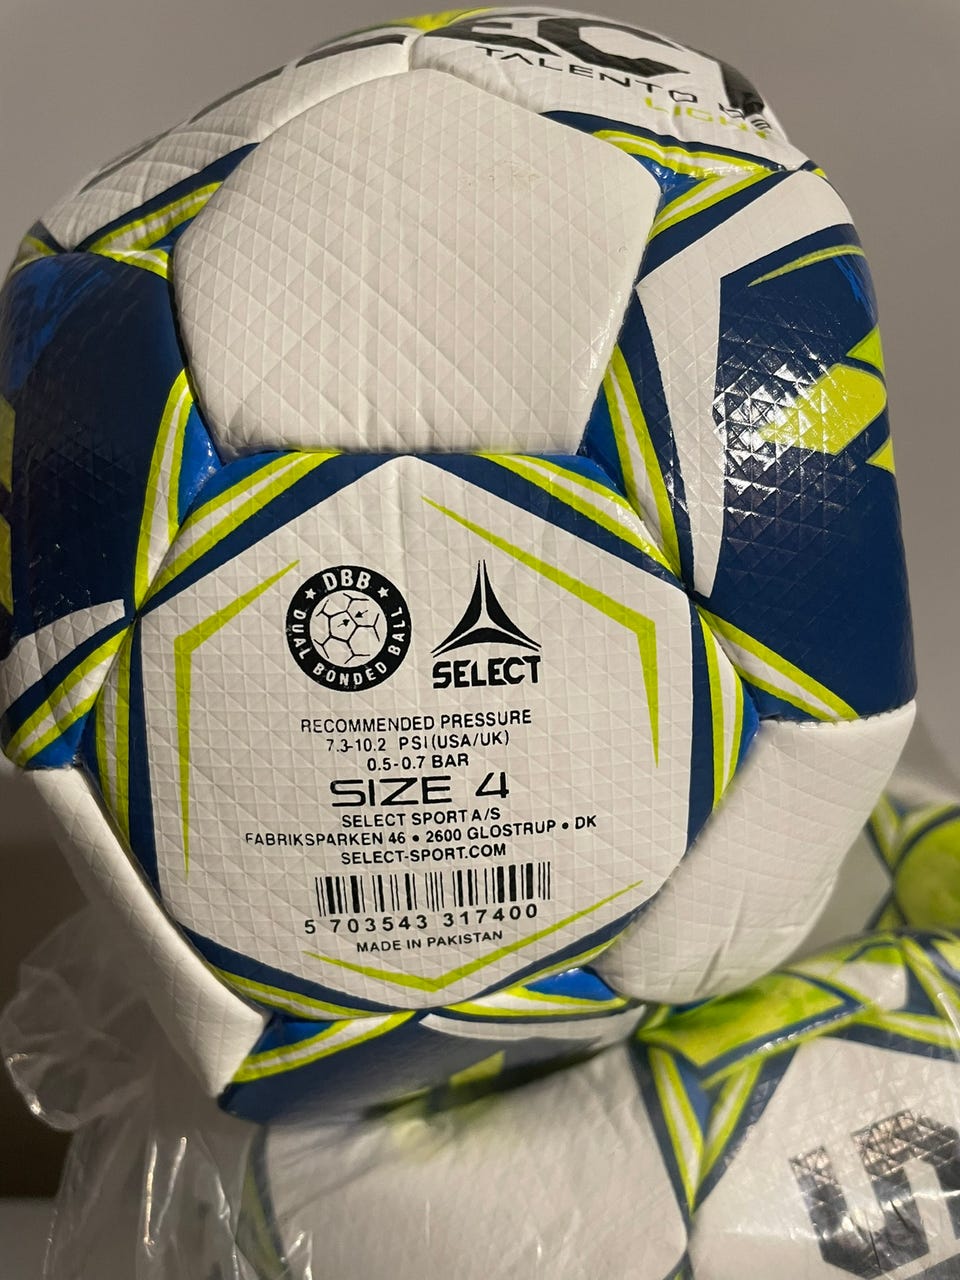 ECT
TALENTO DB
LIGHT
DBB
DUAL BONDED BALL
SELECT
RECOMMENDED PRESSURE
7.3-10.2 PSI(USA/UK)
0.5-0.7 BAR
SIZE 4
SELECT SPORT A/S
FABRIKSPARKEN 46 • 2600 GLOSTRUP • DK
SELECT-SPORT.COM
5 703543 317400
MADE IN PAKISTAN